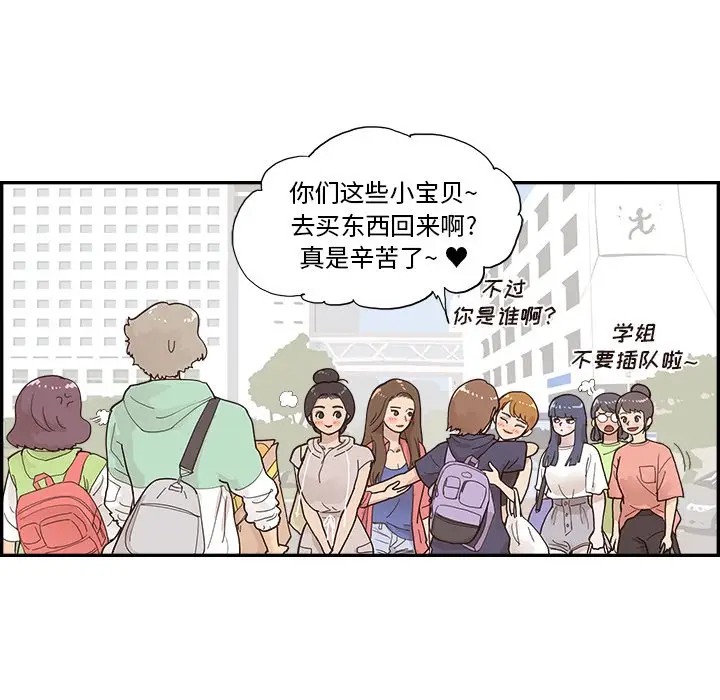 你们这些小宝贝~
去买东西回来啊?
真是辛苦了~ ♥
不过
你是谁啊?
学姐
不要插队啦~